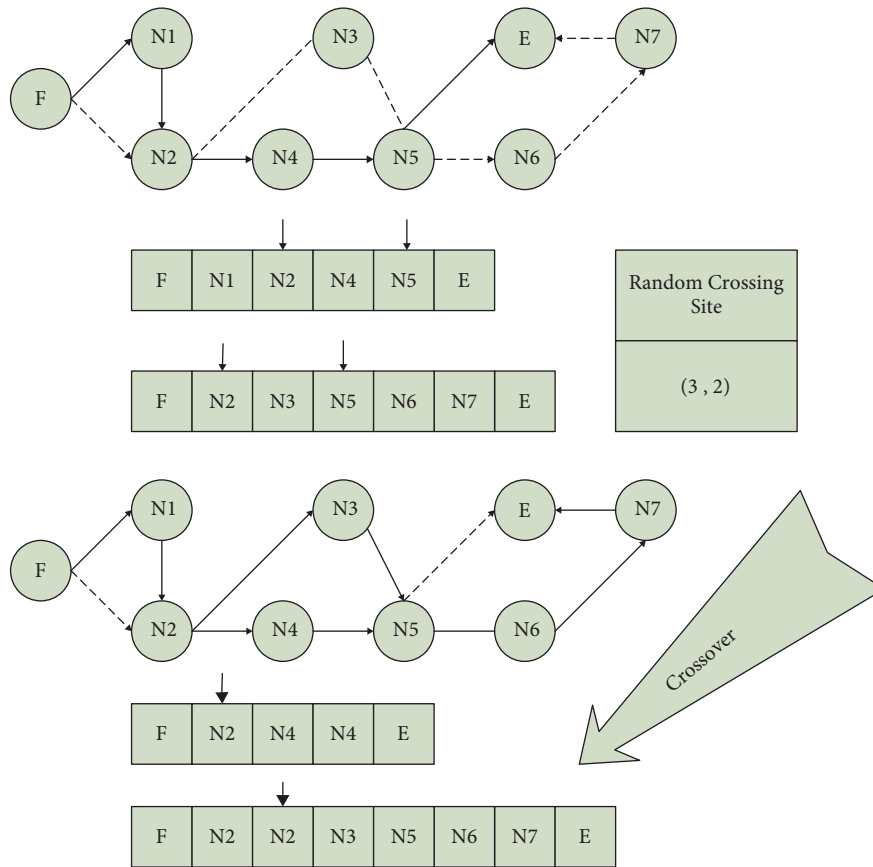 N1
N3
E
N7
F
N2
N4
N5
N6
F N1 N2 N4 N5 E
Random Crossing
Site
(3 , 2)
F N2 N3 N5 N6 N7 E
N1
N3
E
N7
F
N2
N4
N5
N6
Crossover
F N2 N4 N4 E
F N2 N2 N3 N5 N6 N7 E